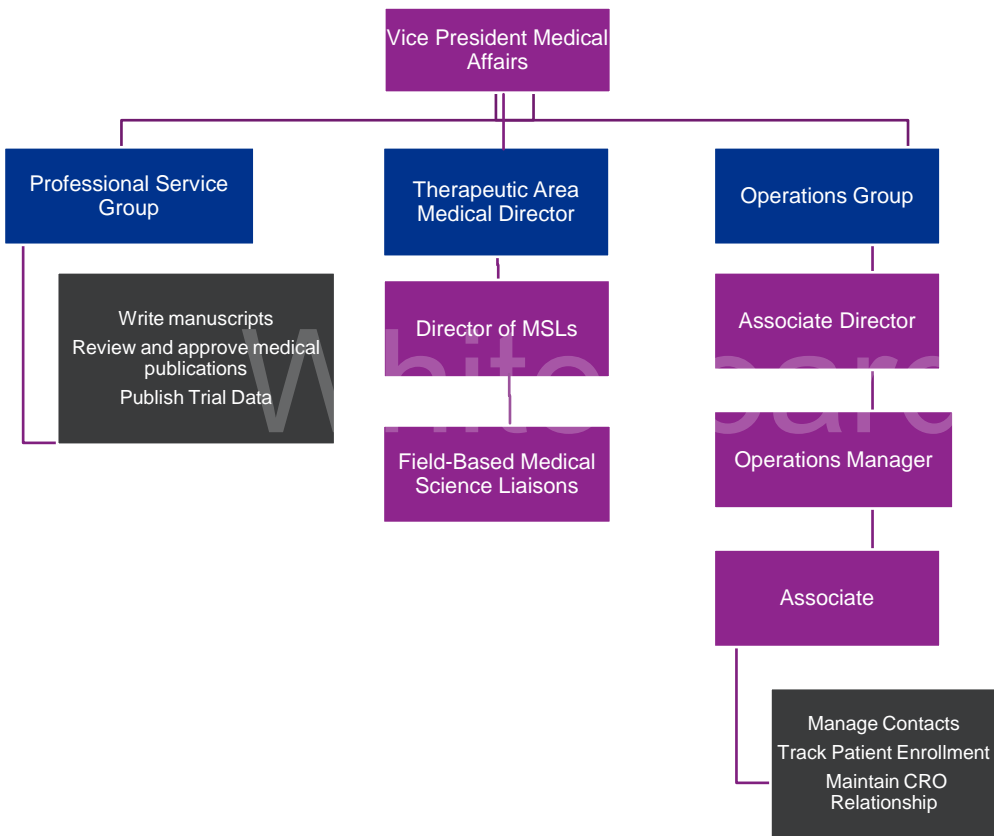 Vice President Medical
Affairs
Professional Service
Group
Therapeutic Area
Medical Director
Operations Group
Write manuscripts
Review and approve medical
publications
Publish Trial Data
Director of MSLs
Associate Director
Field-Based Medical
Science Liaisons
Operations Manager
Associate
Manage Contacts
Track Patient Enrollment
Maintain CRO
Relationship